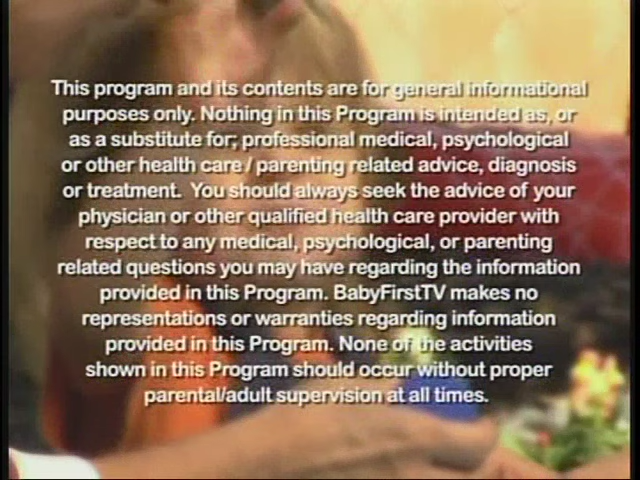 This program and its contents are for general informational
purposes only. Nothing in this Program is intended as, or
as a substitute for; professional medical, psychological
or other health care / parenting related advice, diagnosis
or treatment. You should always seek the advice of your
physician or other qualified health care provider with
respect to any medical, psychological, or parenting
related questions you may have regarding the information
provided in this Program. BabyFirstTV makes no
representations or warranties regarding information
provided in this Program. None of the activities
shown in this Program should occur without proper
parental/adult supervision at all times.